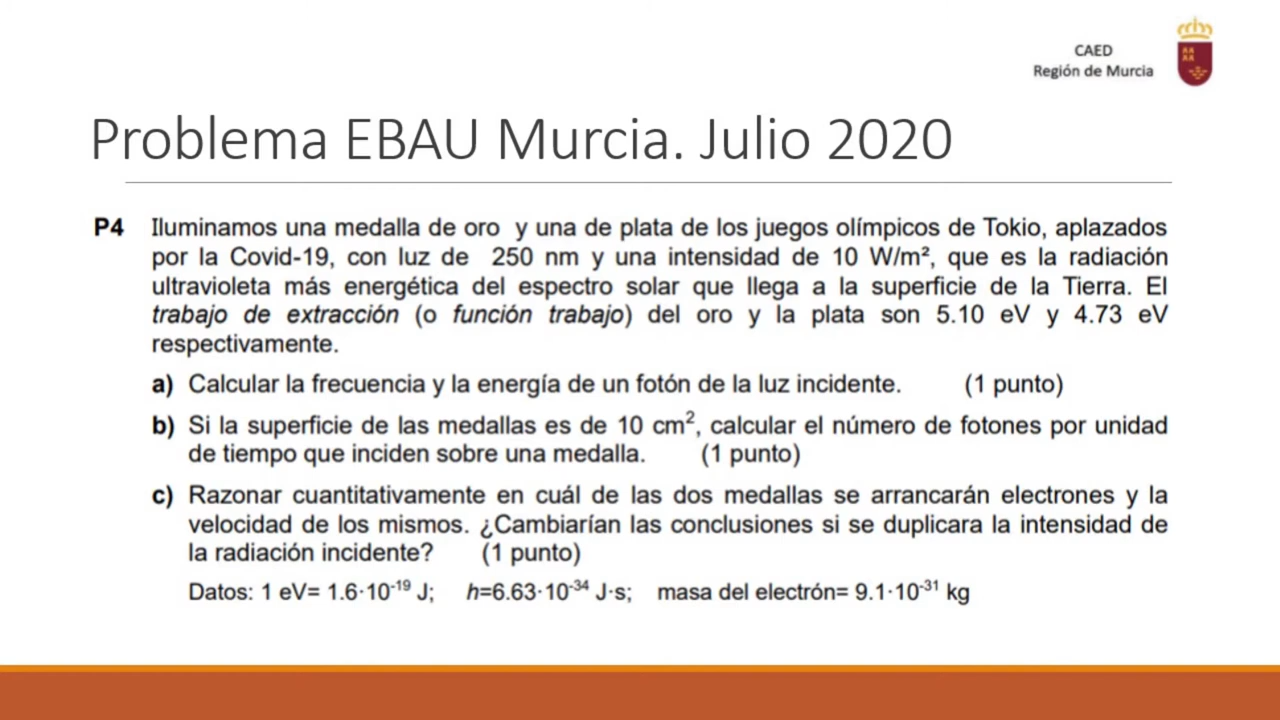 CAED
Región de Murcia
Problema EBAU Murcia. Julio 2020
P4 Iluminamos una medalla de oro y una de plata de los juegos olímpicos de Tokio, aplazados
por la Covid-19, con luz de 250 nm y una intensidad de 10 W/m², que es la radiación
ultravioleta más energética del espectro solar que llega a la superficie de la Tierra. El
trabajo de extracción (o función trabajo) del oro y la plata son 5.10 eV y 4.73 eV
respectivamente.
a) Calcular la frecuencia y la energía de un fotón de la luz incidente. (1 punto)
b) Si la superficie de las medallas es de 10 cm², calcular el número de fotones por unidad
de tiempo que inciden sobre una medalla. (1 punto)
c) Razonar cuantitativamente en cuál de las dos medallas se arrancarán electrones y la
velocidad de los mismos. ¿Cambiarían las conclusiones si se duplicara la intensidad de
la radiación incidente? (1 punto)
Datos: 1 eV= 1.6·10⁻¹⁹ J; h=6.63·10⁻³⁴ J·s; masa del electrón= 9.1·10⁻³¹ kg